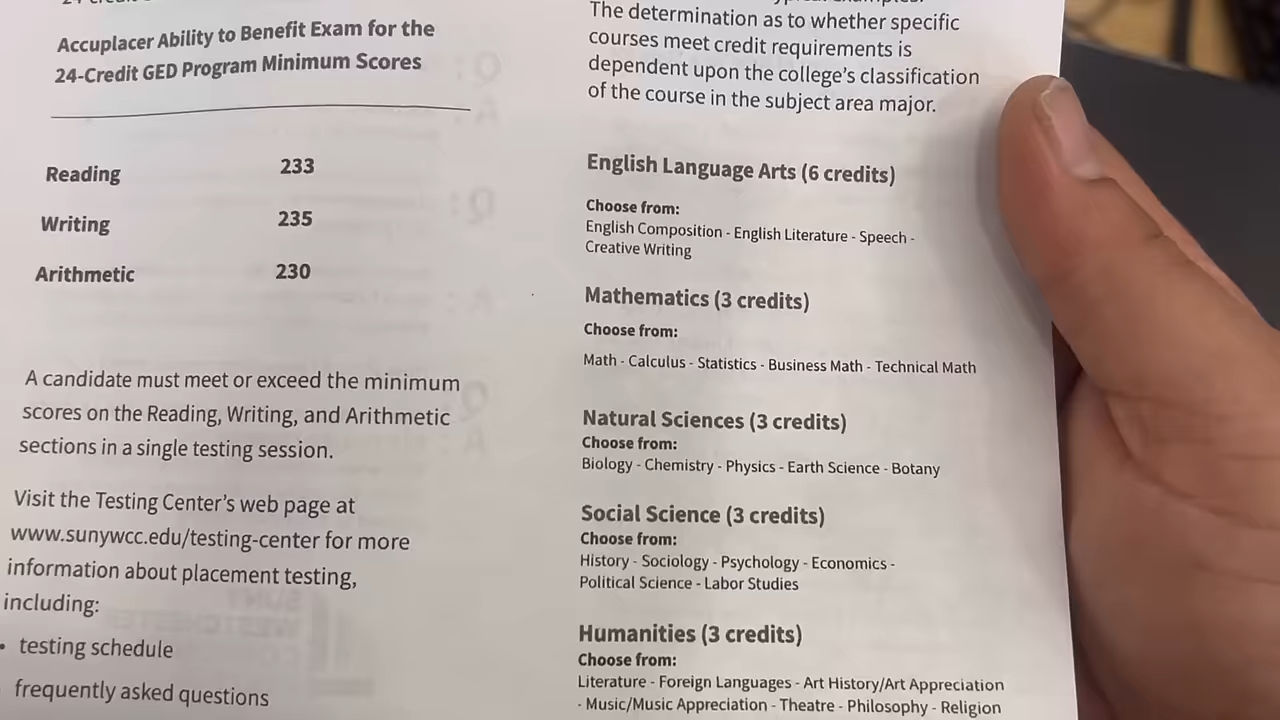 Accuplacer Ability to Benefit Exam for the
24-Credit GED Program Minimum Scores
Reading 233
Writing 235
Arithmetic 230
A candidate must meet or exceed the minimum
scores on the Reading, Writing, and Arithmetic
sections in a single testing session.
Visit the Testing Center's web page at
www.sunywcc.edu/testing-center for more
information about placement testing,
including:
• testing schedule
frequently asked questions
The determination as to whether specific
courses meet credit requirements is
dependent upon the college's classification
of the course in the subject area major.
English Language Arts (6 credits)
Choose from:
English Composition - English Literature - Speech -
Creative Writing
Mathematics (3 credits)
Choose from:
Math - Calculus - Statistics - Business Math - Technical Math
Natural Sciences (3 credits)
Choose from:
Biology - Chemistry - Physics - Earth Science - Botany
Social Science (3 credits)
Choose from:
History - Sociology - Psychology - Economics -
Political Science - Labor Studies
Humanities (3 credits)
Choose from:
Literature - Foreign Languages - Art History/Art Appreciation
- Music/Music Appreciation - Theatre - Philosophy - Religion